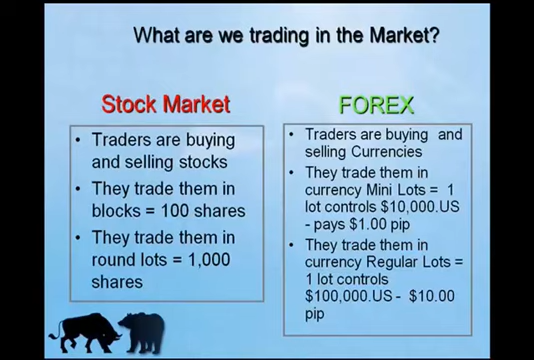 What are we trading in the Market?
Stock Market
• Traders are buying
and selling stocks
• They trade them in
blocks = 100 shares
• They trade them in
round lots = 1,000
shares
FOREX
• Traders are buying and
selling Currencies
• They trade them in
currency Mini Lots = 1
lot controls $10,000.US
- pays $1.00 pip
• They trade them in
currency Regular Lots =
1 lot controls
$100,000.US - $10.00
pip